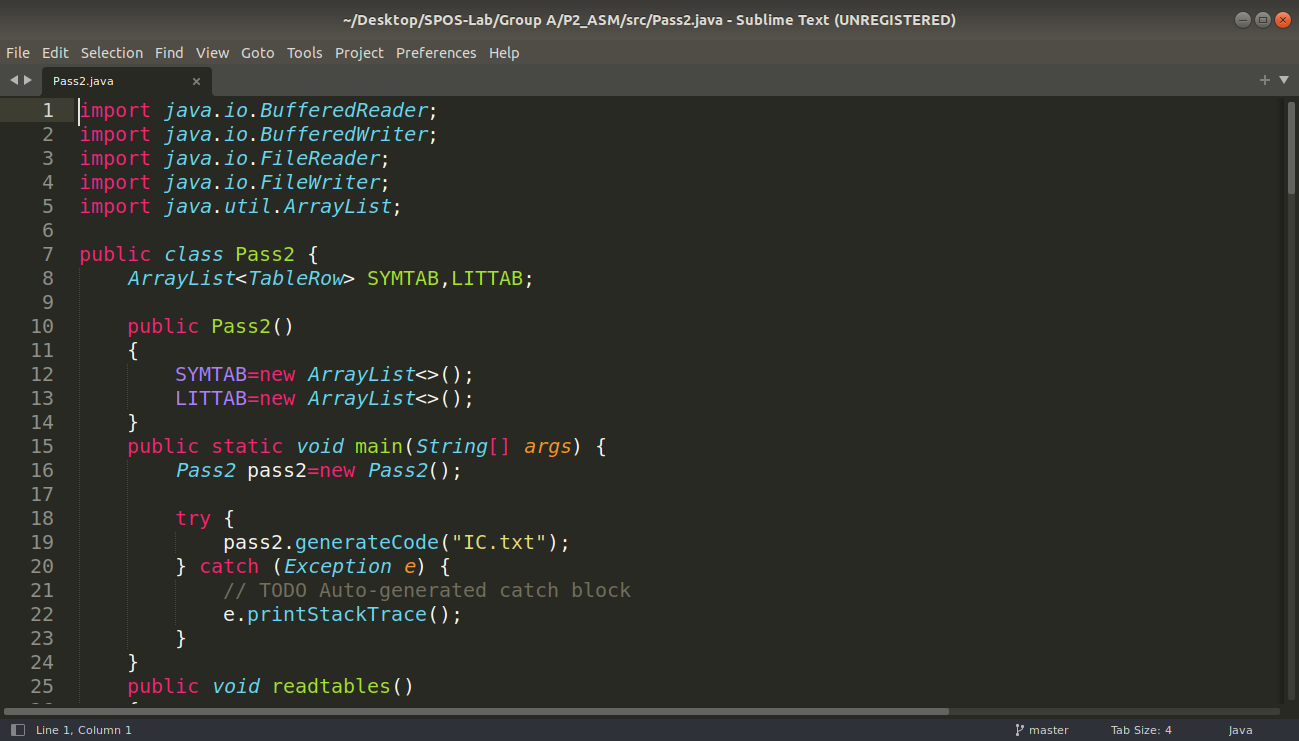 ~/Desktop/SPOS-Lab/Group A/P2_ASM/src/Pass2.java - Sublime Text (UNREGISTERED)
File Edit Selection Find View Goto Tools Project Preferences Help
Pass2.java
1 import java.io.BufferedReader;
2 import java.io.BufferedWriter;
3 import java.io.FileReader;
4 import java.io.FileWriter;
5 import java.util.ArrayList;
6
7 public class Pass2 {
8     ArrayList<TableRow> SYMTAB,LITTAB;
9
10     public Pass2()
11     {
12         SYMTAB=new ArrayList<>();
13         LITTAB=new ArrayList<>();
14     }
15     public static void main(String[] args) {
16         Pass2 pass2=new Pass2();
17
18         try {
19             pass2.generateCode("IC.txt");
20         } catch (Exception e) {
21             // TODO Auto-generated catch block
22             e.printStackTrace();
23         }
24     }
25     public void readtables()
Line 1, Column 1 master Tab Size: 4 Java